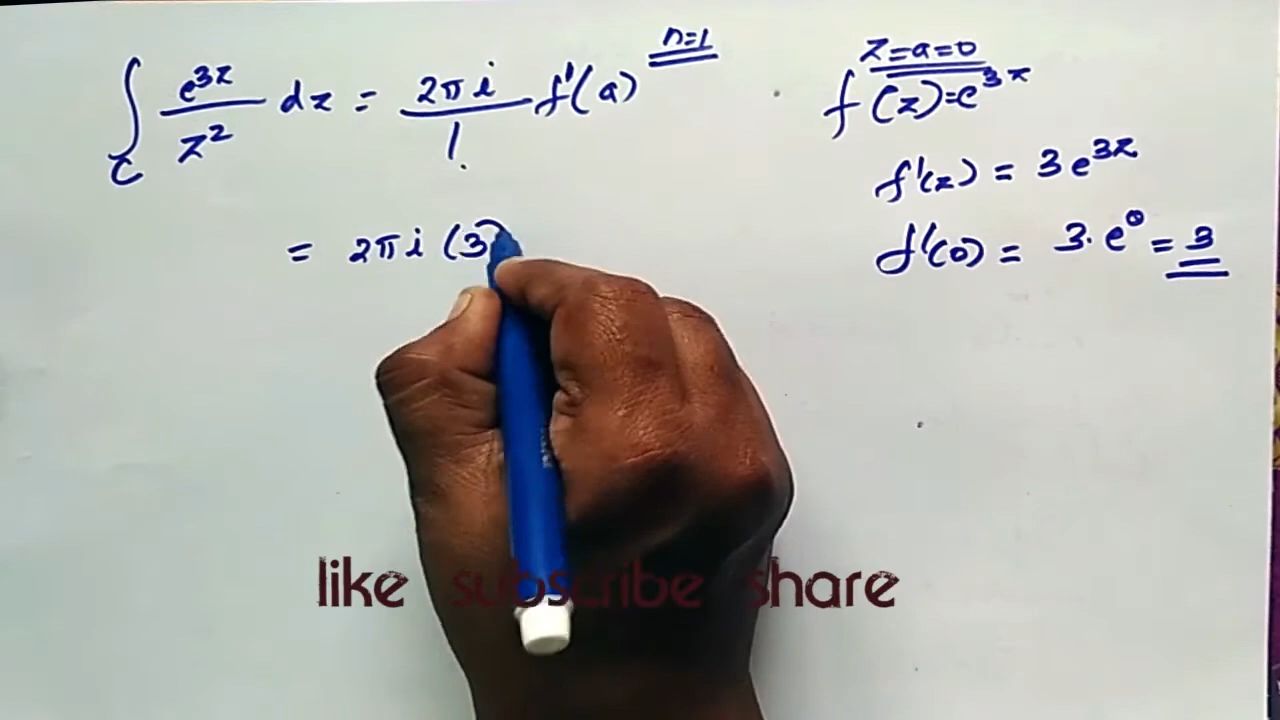 ∫_C e^{3z}/z^2 dz = 2πi/1! f'(a) n=1
= 2πi (3)
z=a=0
f(z)=e^{3z}
f'(z) = 3e^{3z}
f'(0) = 3·e^0 = 3
like subscribe share